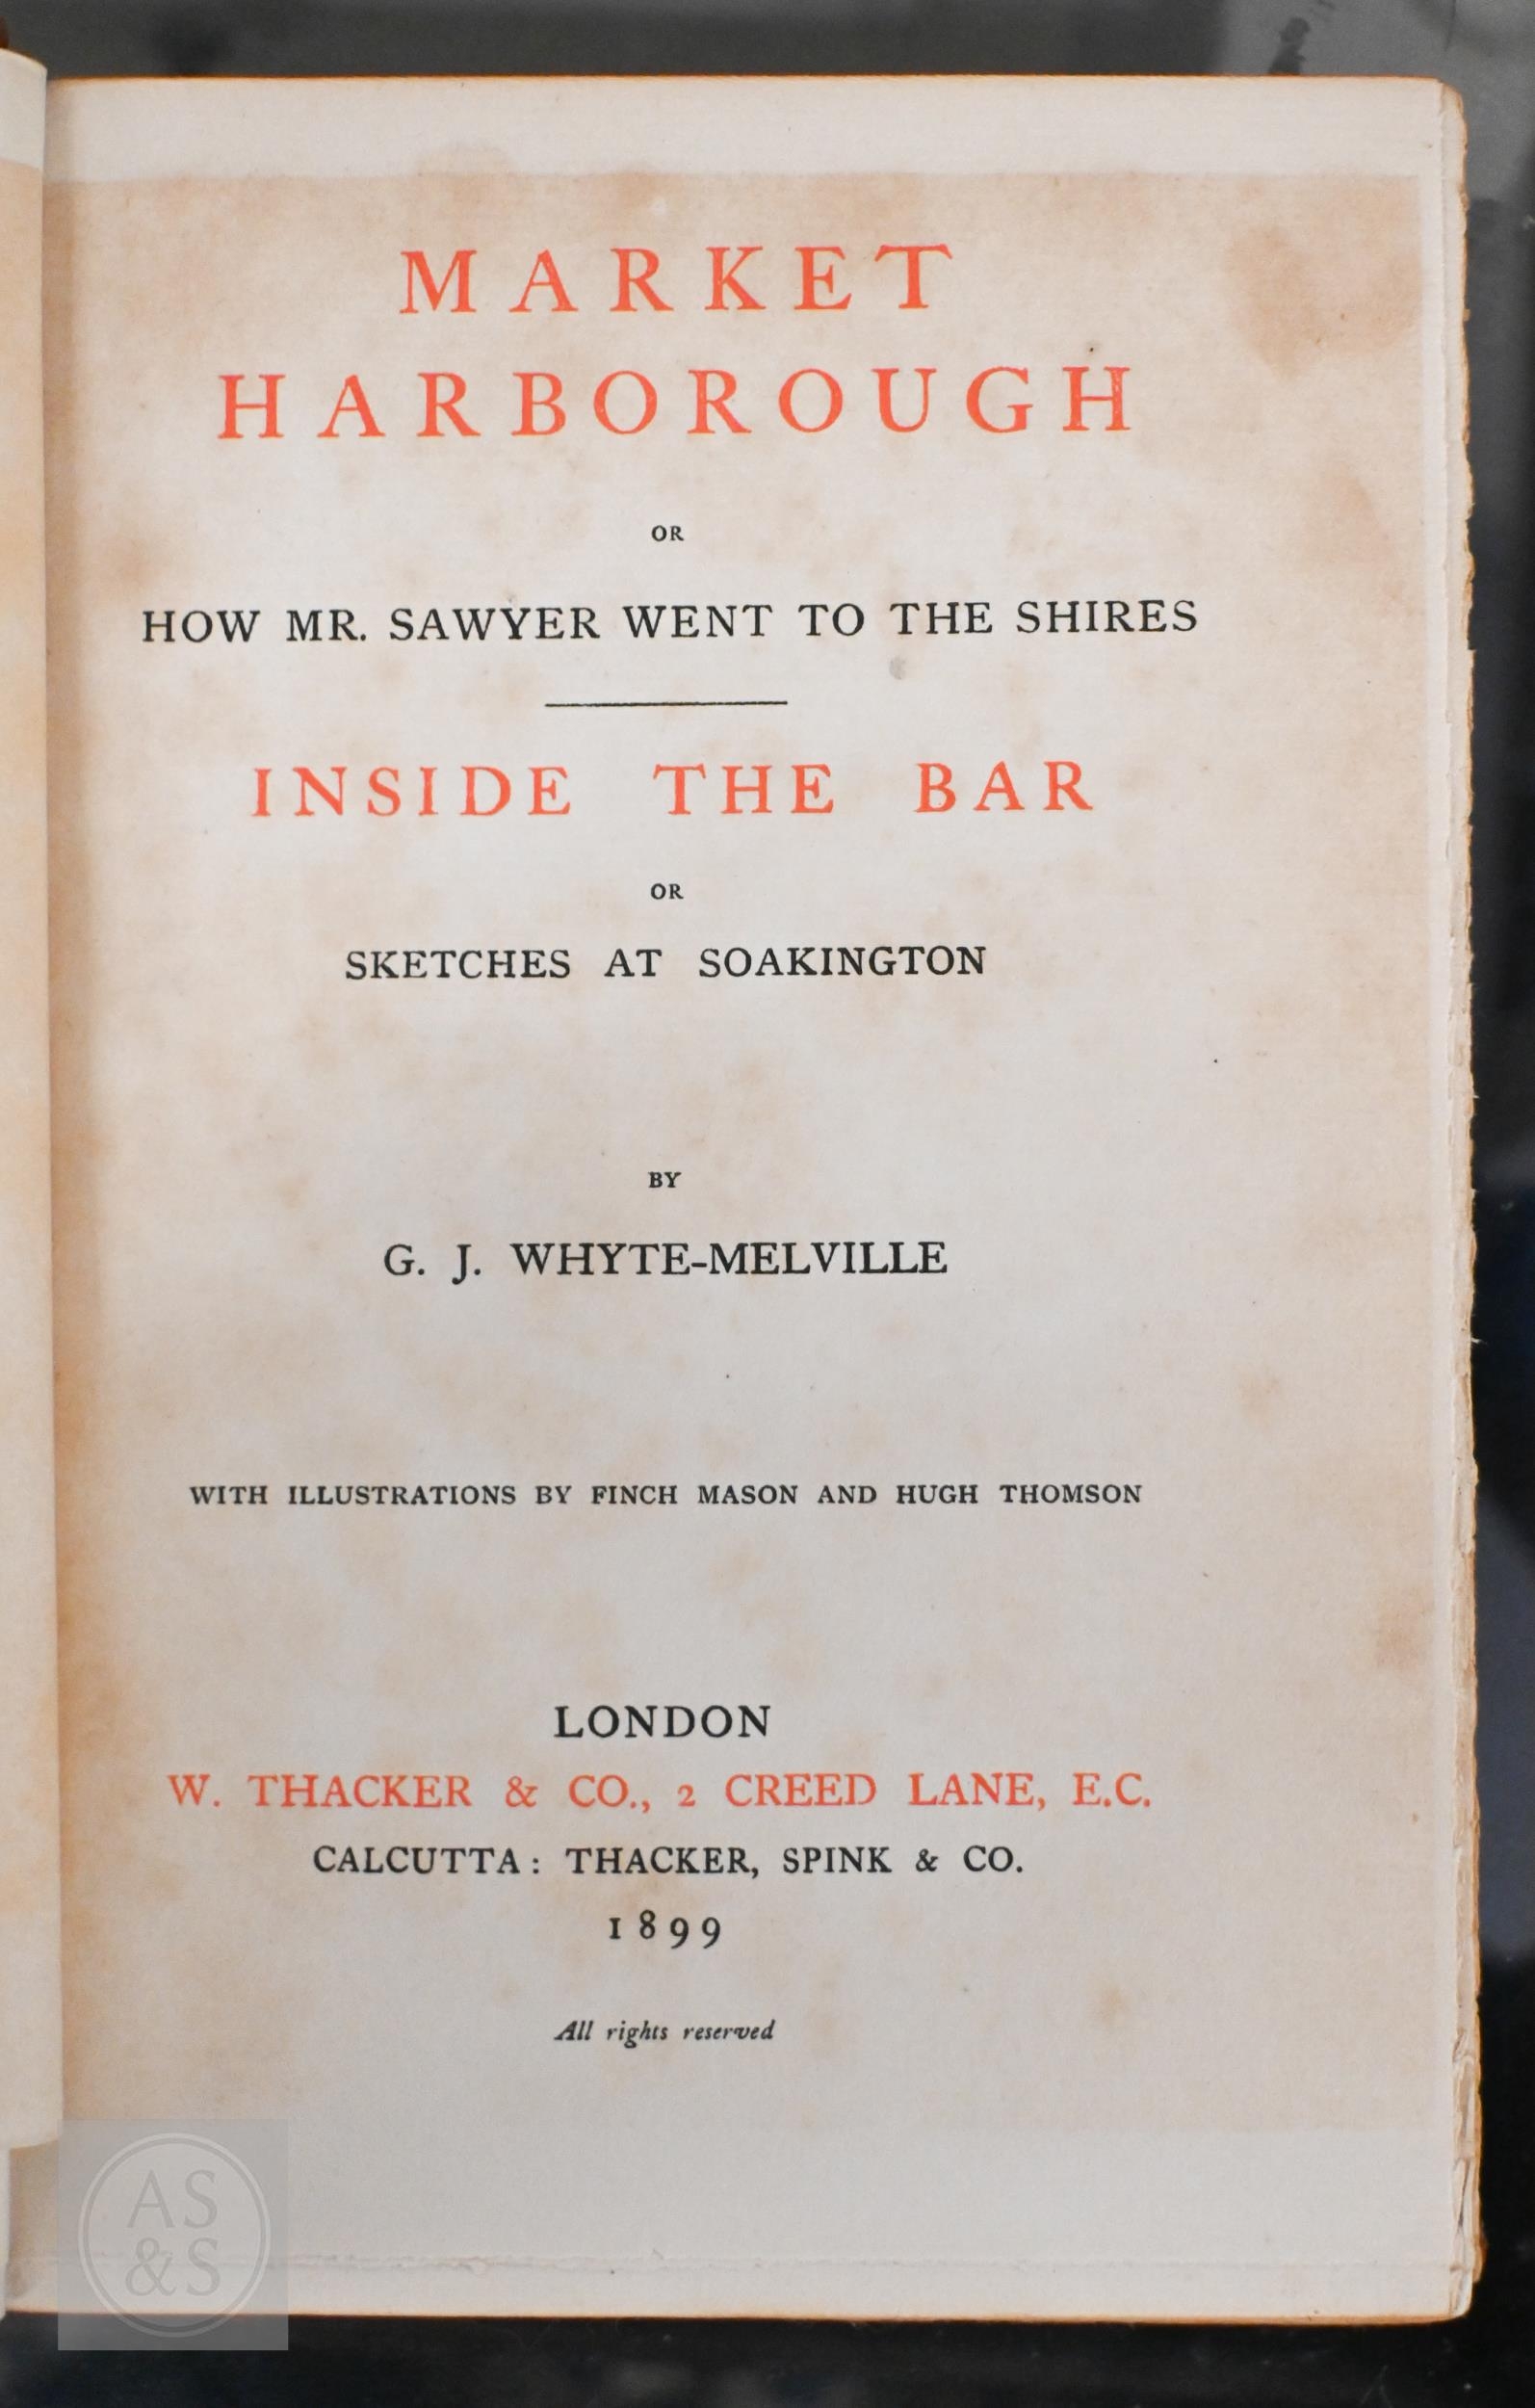 MARKET
HARBOROUGH
OR
HOW MR. SAWYER WENT TO THE SHIRES
INSIDE THE BAR
OR
SKETCHES AT SOAKINGTON
BY
G. J. WHYTE-MELVILLE
WITH ILLUSTRATIONS BY FINCH MASON AND HUGH THOMSON
LONDON
W. THACKER & CO., 2 CREED LANE, E.C.
CALCUTTA: THACKER, SPINK & CO.
1899
All rights reserved
AS
&S